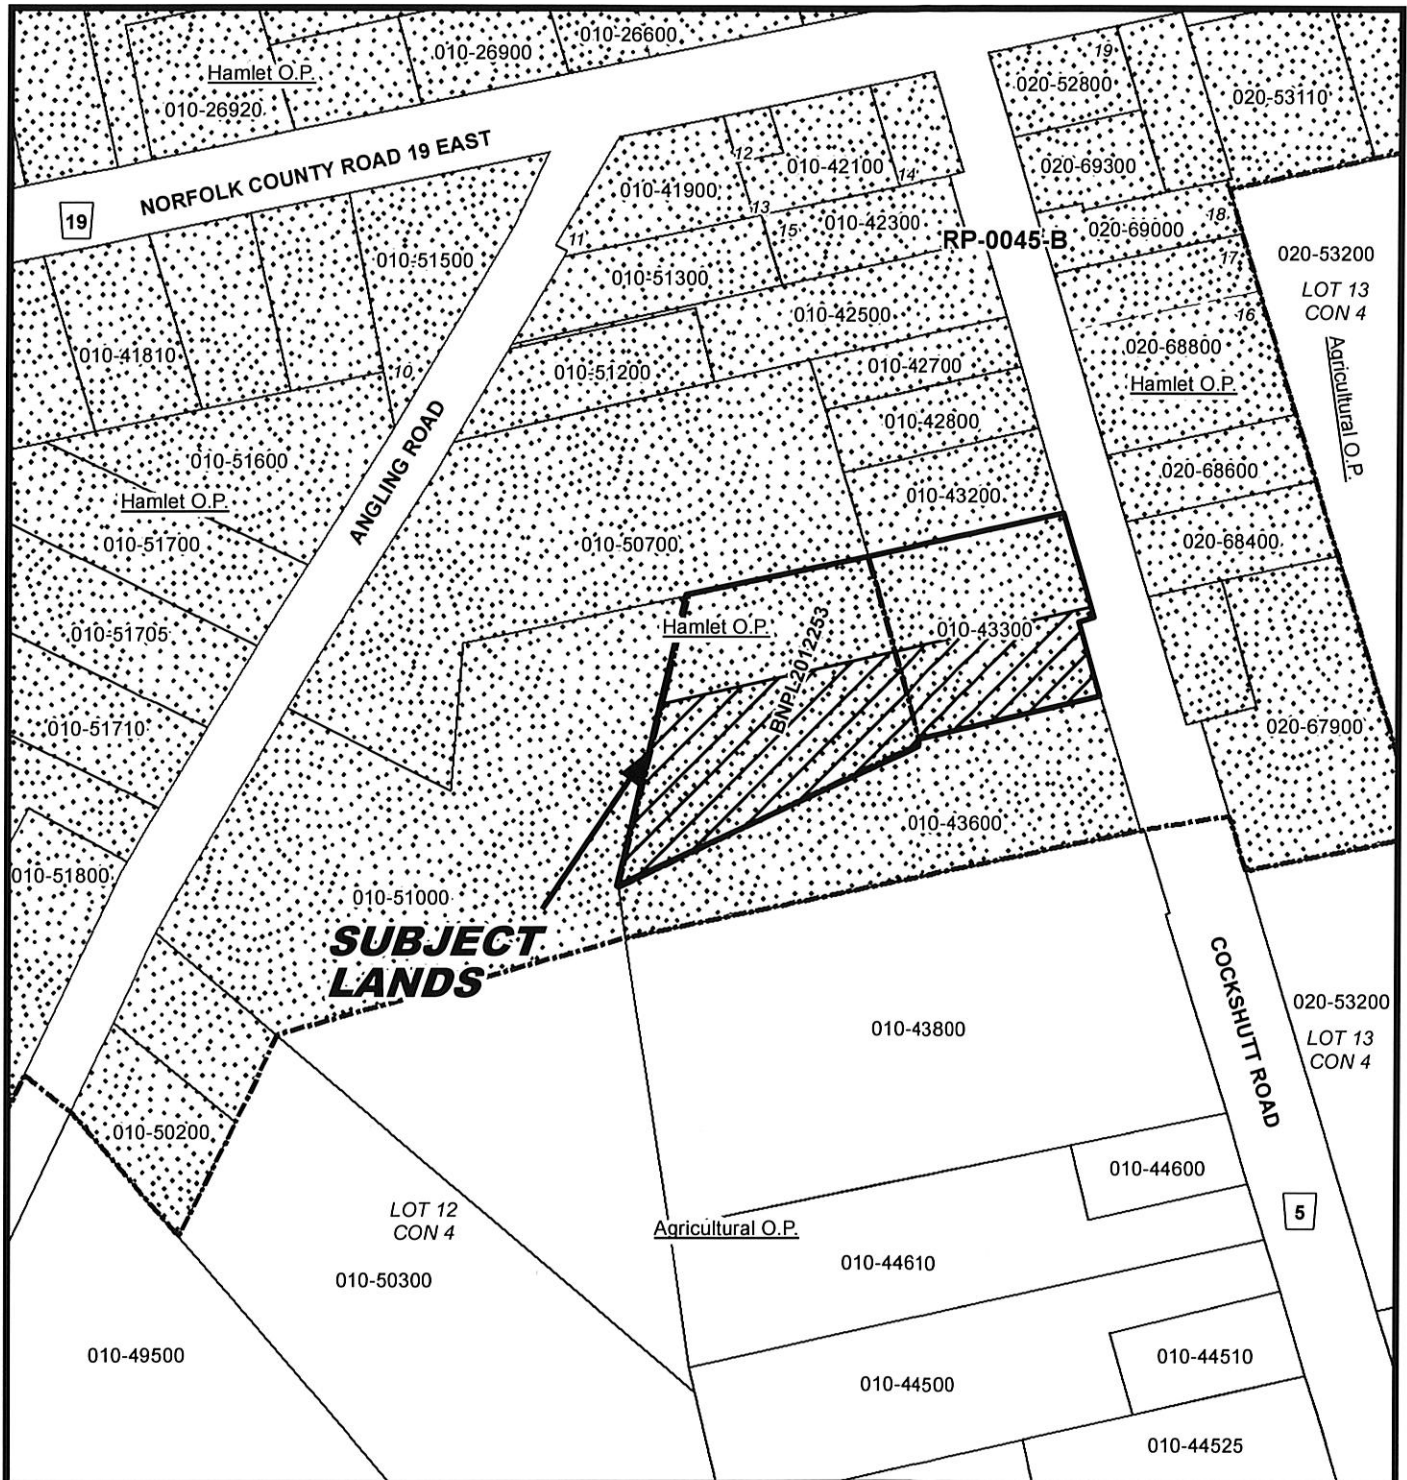 010-26600
010-26900
Hamlet O.P.
010-26920
19
020-52800
020-53110
NORFOLK COUNTY ROAD 19 EAST
19
12
010-42100
14
020-69300
010-41900
13
15
010-42300
18
020-69000
RP-0045-B
11
010-51500
010-51300
17
020-53200
LOT 13
CON 4
16
010-42500
010-41810
10
010-51200
010-42700
020-68800
Hamlet O.P.
Agricultural O.P.
010-42800
010-51600
020-68600
Hamlet O.P.
ANGLING ROAD
010-43200
010-51700
010-50700
020-68400
010-51705
Hamlet O.P.
BNPL2012253
010-43300
010-51710
020-67900
010-43600
010-51800
010-51000
SUBJECT
LANDS
COCKSHUTT ROAD
020-53200
LOT 13
CON 4
010-43800
010-50200
010-44600
LOT 12
CON 4
Agricultural O.P.
5
010-50300
010-44610
010-49500
010-44510
010-44500
010-44525